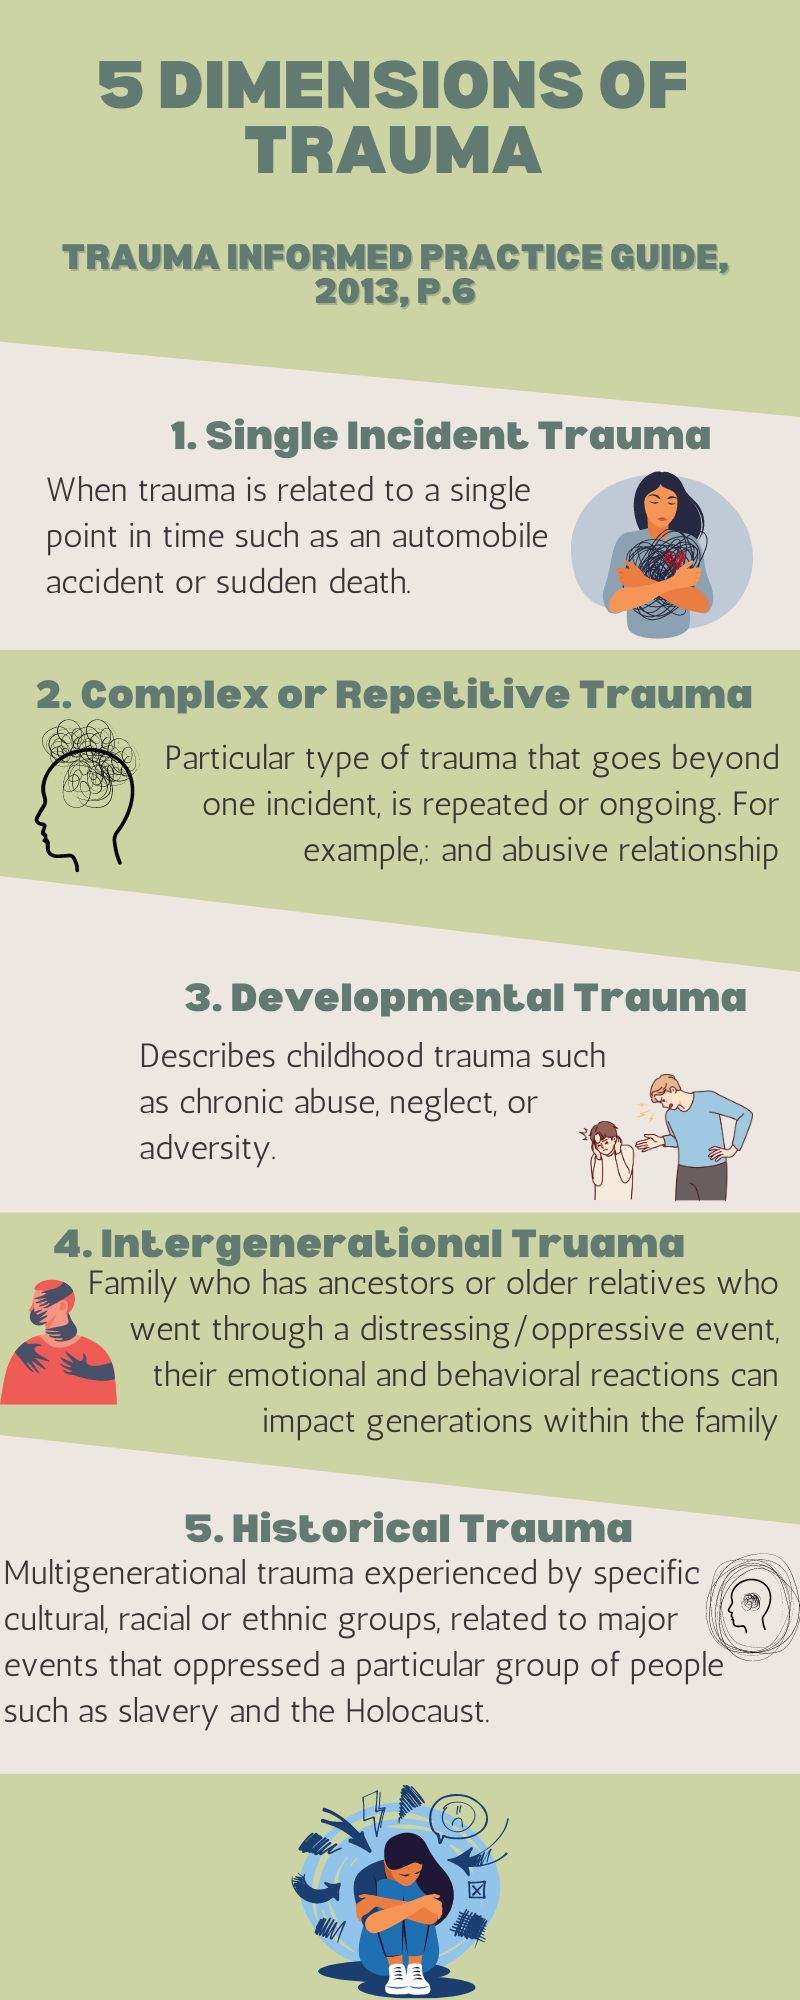 5 DIMENSIONS OF
TRAUMA
TRAUMA INFORMED PRACTICE GUIDE,
2013, P.6
1. Single Incident Trauma
When trauma is related to a single
point in time such as an automobile
accident or sudden death.
2. Complex or Repetitive Trauma
Particular type of trauma that goes beyond
one incident, is repeated or ongoing. For
example,: and abusive relationship
3. Developmental Trauma
Describes childhood trauma such
as chronic abuse, neglect, or
adversity.
4. Intergenerational Truama
Family who has ancestors or older relatives who
went through a distressing/oppressive event,
their emotional and behavioral reactions can
impact generations within the family
5. Historical Trauma
Multigenerational trauma experienced by specific
cultural, racial or ethnic groups, related to major
events that oppressed a particular group of people
such as slavery and the Holocaust.